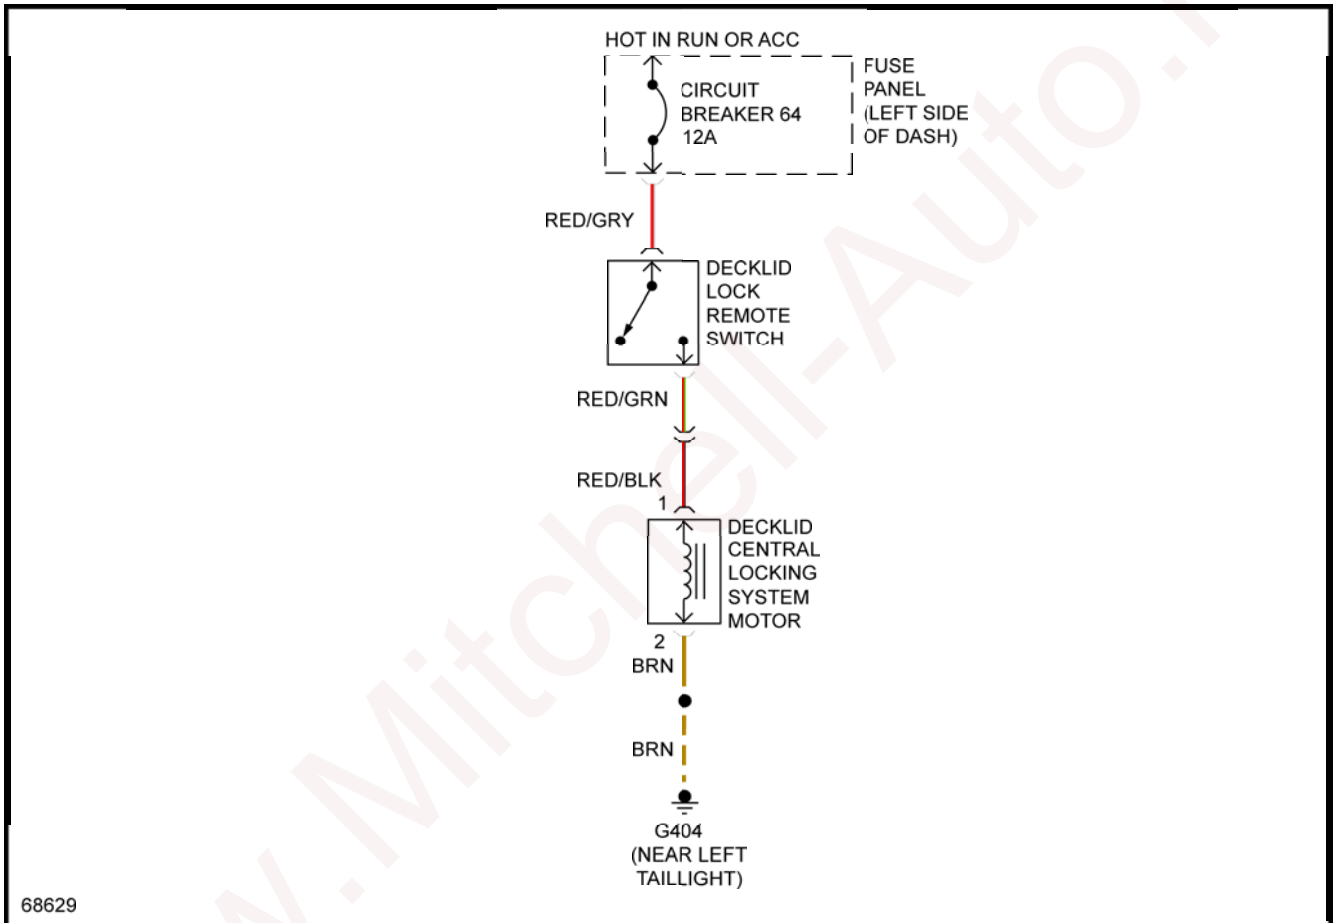 HOT IN RUN OR ACC
CIRCUIT
BREAKER 64
12A
FUSE
PANEL
(LEFT SIDE
OF DASH)
RED/GRY
DECKLID
LOCK
REMOTE
SWITCH
RED/GRN
RED/BLK
1
DECKLID
CENTRAL
LOCKING
SYSTEM
MOTOR
2
BRN
BRN
G404
(NEAR LEFT
TAILLIGHT)
68629
w.Mitchell-Auto.r